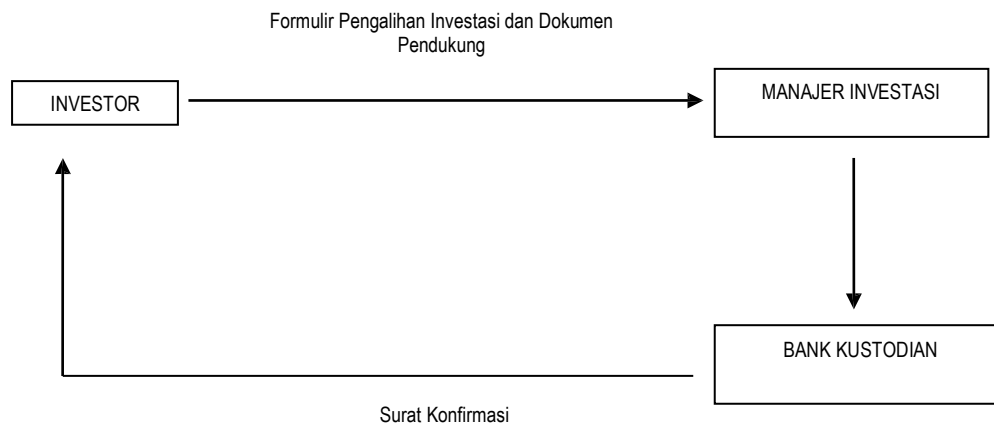 Formulir Pengalihan Investasi dan Dokumen
Pendukung
INVESTOR
MANAJER INVESTASI
BANK KUSTODIAN
Surat Konfirmasi